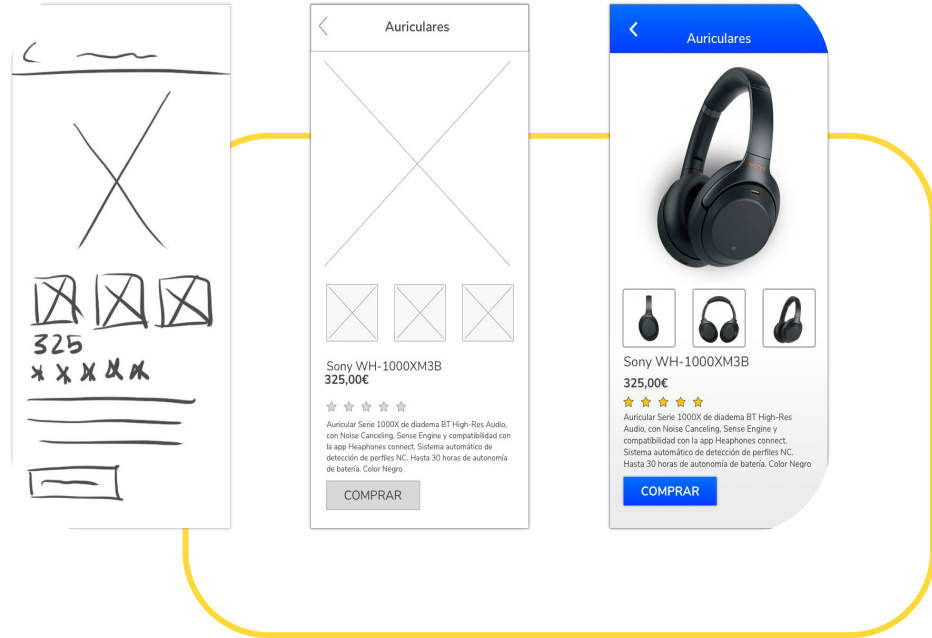 325
Auriculares
Sony WH-1000XM3B
325,00€
Auricular Serie 1000X de diadema BT High-Res Audio,
con Noise Canceling, Sense Engine y compatibilidad con
la app Heaphones connect. Sistema automático de
detección de perfiles NC. Hasta 30 horas de autonomía
de batería. Color Negro
COMPRAR
Auriculares
Sony WH-1000XM3B
325,00€
Auricular Serie 1000X de diadema BT High-Res
Audio, con Noise Canceling, Sense Engine y
compatibilidad con la app Heaphones connect.
Sistema automático de detección de perfiles NC.
Hasta 30 horas de autonomía de batería. Color Negro
COMPRAR